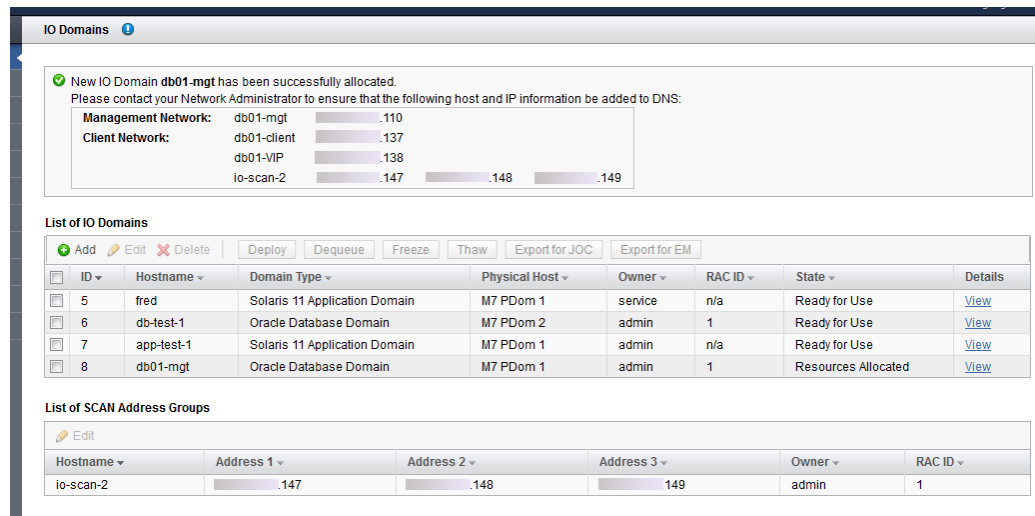 IO Domains
New IO Domain db01-mgt has been successfully allocated.
Please contact your Network Administrator to ensure that the following host and IP information be added to DNS:
Management Network: db01-mgt .110
Client Network: db01-client .137
db01-VIP .138
io-scan-2 .147 .148 .149
List of IO Domains
Add Edit Delete Deploy Dequeue Freeze Thaw Export for JOC Export for EM
ID Hostname Domain Type Physical Host Owner RAC ID State Details
5 fred Solaris 11 Application Domain M7 PDom 1 service n/a Ready for Use View
6 db-test-1 Oracle Database Domain M7 PDom 2 admin 1 Ready for Use View
7 app-test-1 Solaris 11 Application Domain M7 PDom 1 admin n/a Ready for Use View
8 db01-mgt Oracle Database Domain M7 PDom 1 admin 1 Resources Allocated View
List of SCAN Address Groups
Edit
Hostname Address 1 Address 2 Address 3 Owner RAC ID
io-scan-2 .147 .148 149 admin 1